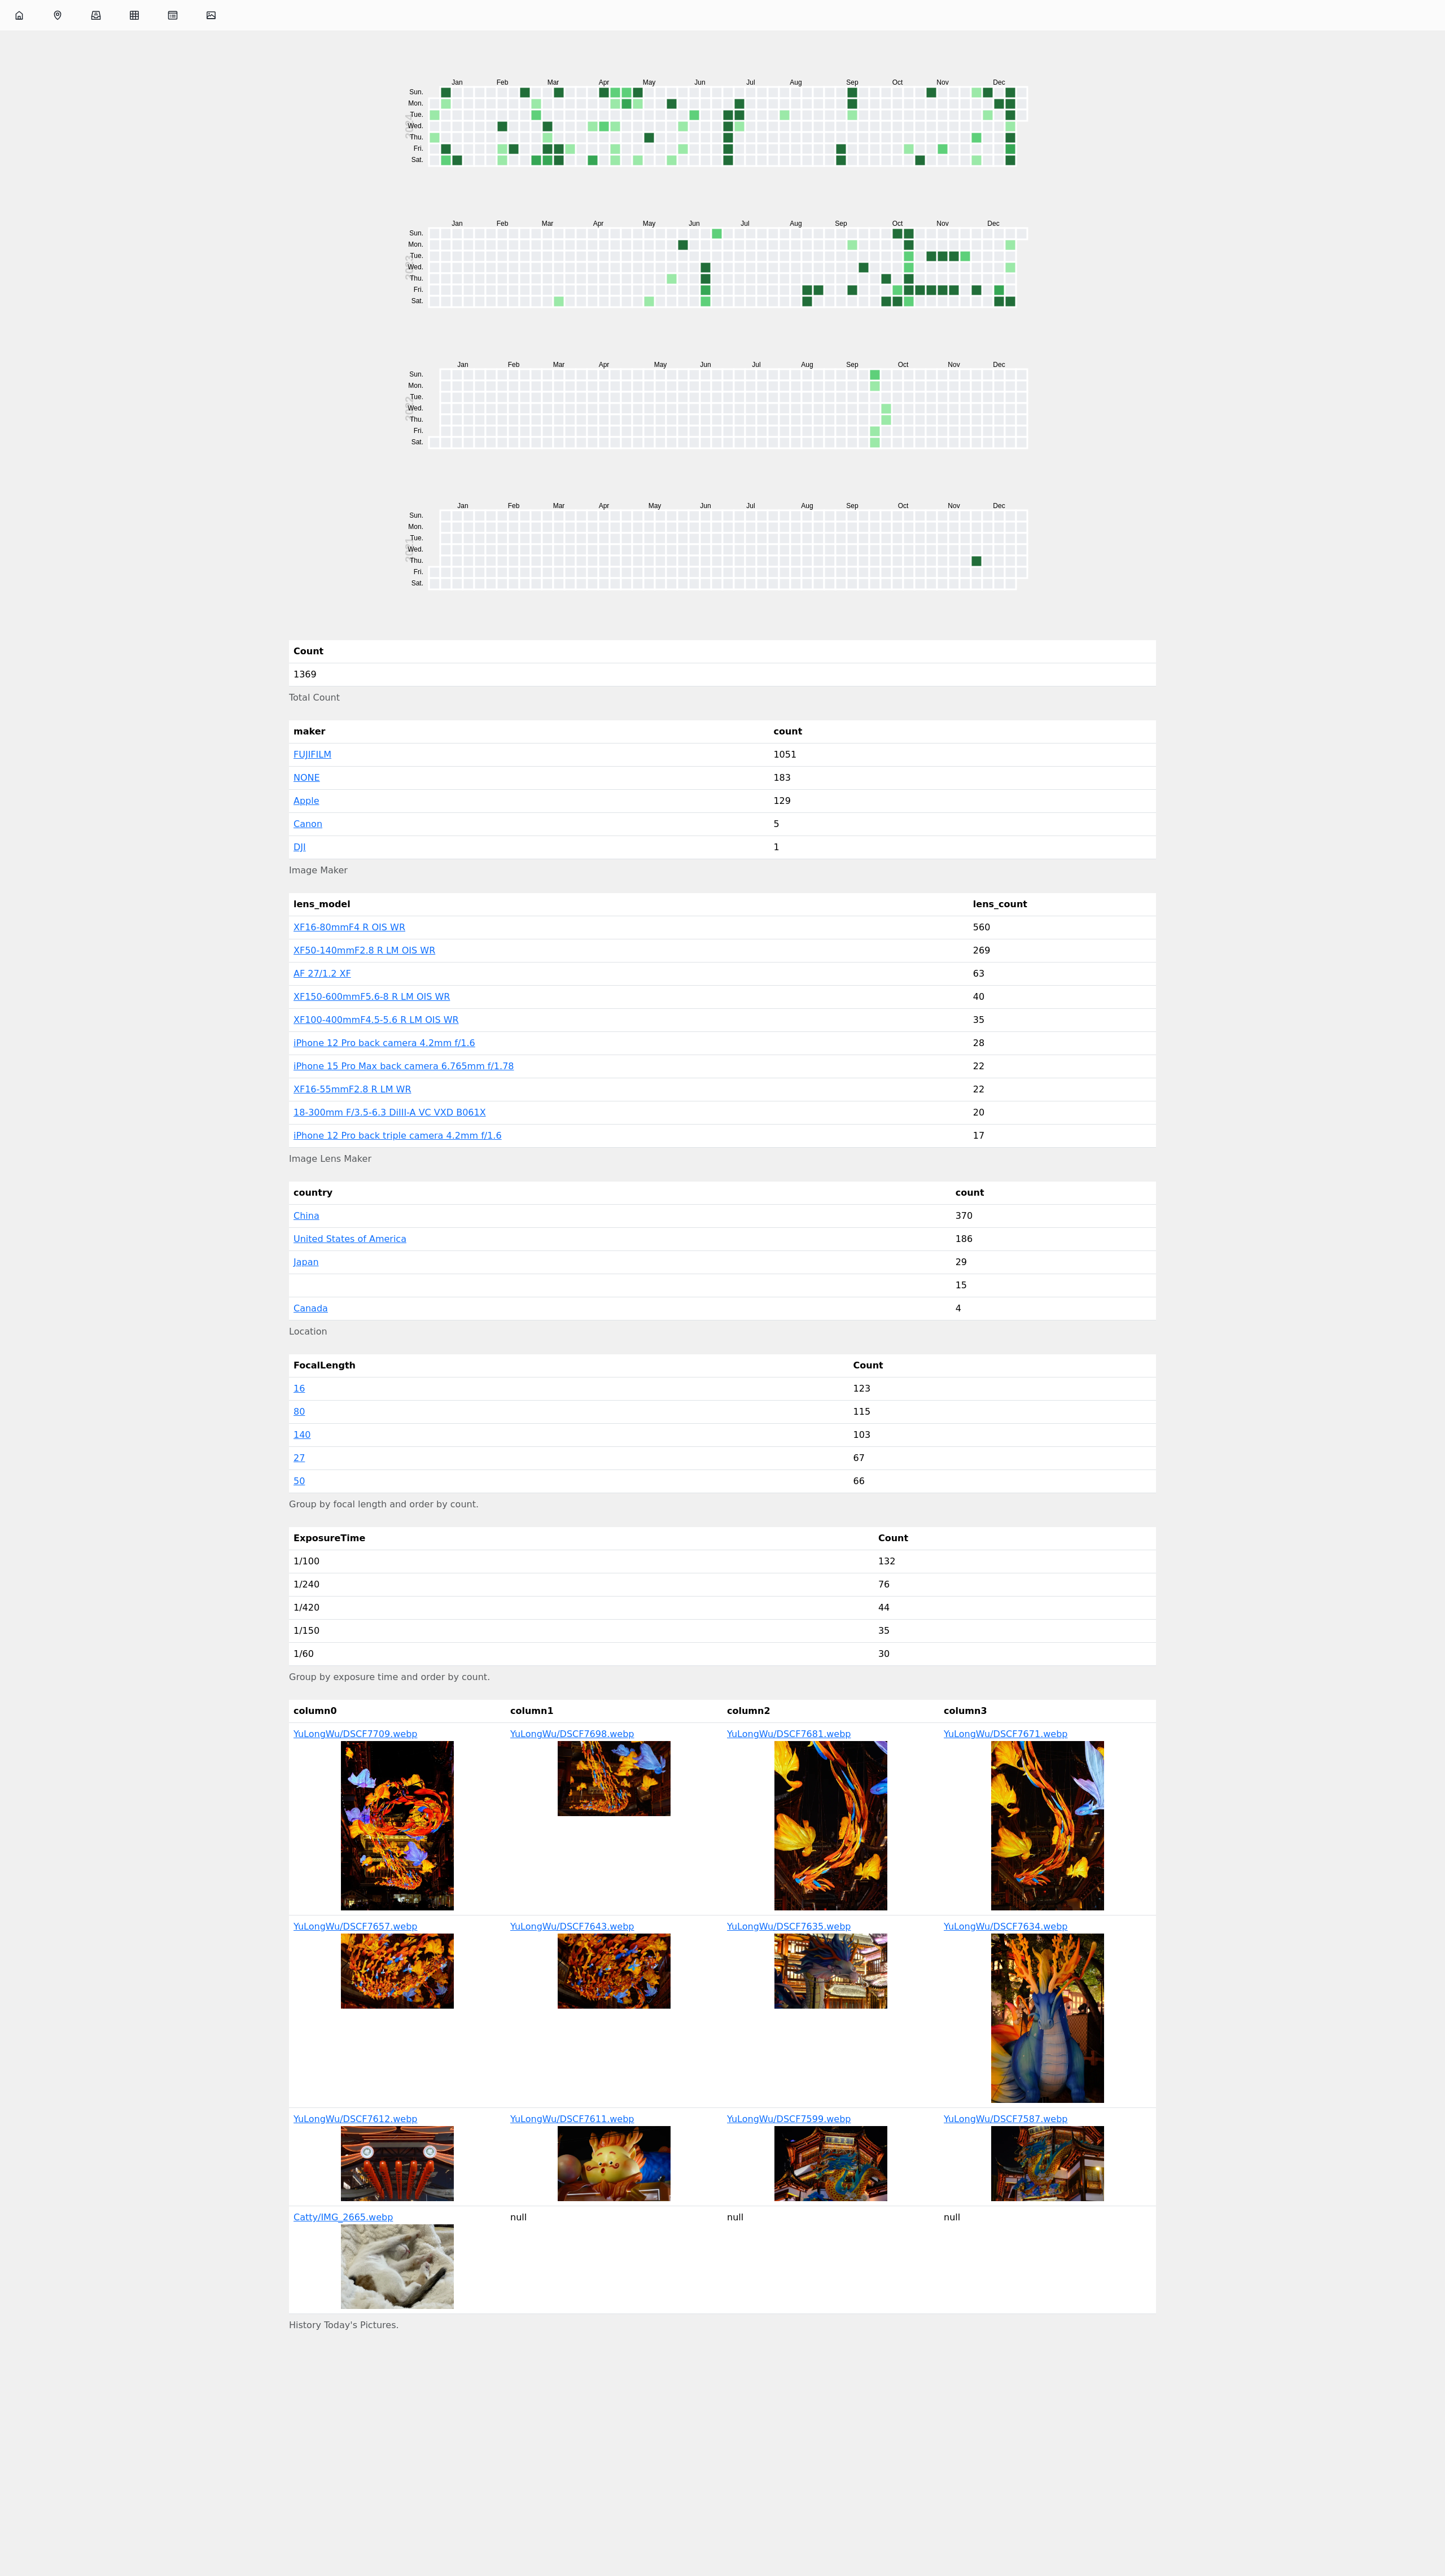 Jan Feb Mar Apr May Jun Jul Aug Sep Oct Nov Dec
Sun.
Mon.
Tue.
Wed.
Thu.
Fri.
Sat.
Jan Feb Mar Apr May Jun Jul Aug Sep Oct Nov Dec
Sun.
Mon.
Tue.
Wed.
Thu.
Fri.
Sat.
Jan Feb Mar Apr May Jun Jul Aug Sep Oct Nov Dec
Sun.
Mon.
Tue.
Wed.
Thu.
Fri.
Sat.
Jan Feb Mar Apr May Jun Jul Aug Sep Oct Nov Dec
Sun.
Mon.
Tue.
Wed.
Thu.
Fri.
Sat.
Count
1369
Total Count
maker count
FUJIFILM 1051
NONE 183
Apple 129
Canon 5
DJI 1
Image Maker
lens_model lens_count
XF16-80mmF4 R OIS WR 560
XF50-140mmF2.8 R LM OIS WR 269
AF 27/1.2 XF 63
XF150-600mmF5.6-8 R LM OIS WR 40
XF100-400mmF4.5-5.6 R LM OIS WR 35
iPhone 12 Pro back camera 4.2mm f/1.6 28
iPhone 15 Pro Max back camera 6.765mm f/1.78 22
XF16-55mmF2.8 R LM WR 22
18-300mm F/3.5-6.3 DiIII-A VC VXD B061X 20
iPhone 12 Pro back triple camera 4.2mm f/1.6 17
Image Lens Maker
country count
China 370
United States of America 186
Japan 29
15
Canada 4
Location
FocalLength Count
16 123
80 115
140 103
27 67
50 66
Group by focal length and order by count.
ExposureTime Count
1/100 132
1/240 76
1/420 44
1/150 35
1/60 30
Group by exposure time and order by count.
column0 column1 column2 column3
YuLongWu/DSCF7709.webp YuLongWu/DSCF7698.webp YuLongWu/DSCF7681.webp YuLongWu/DSCF7671.webp
YuLongWu/DSCF7657.webp YuLongWu/DSCF7643.webp YuLongWu/DSCF7635.webp YuLongWu/DSCF7634.webp
YuLongWu/DSCF7612.webp YuLongWu/DSCF7611.webp YuLongWu/DSCF7599.webp YuLongWu/DSCF7587.webp
Catty/IMG_2665.webp null null null
History Today's Pictures.